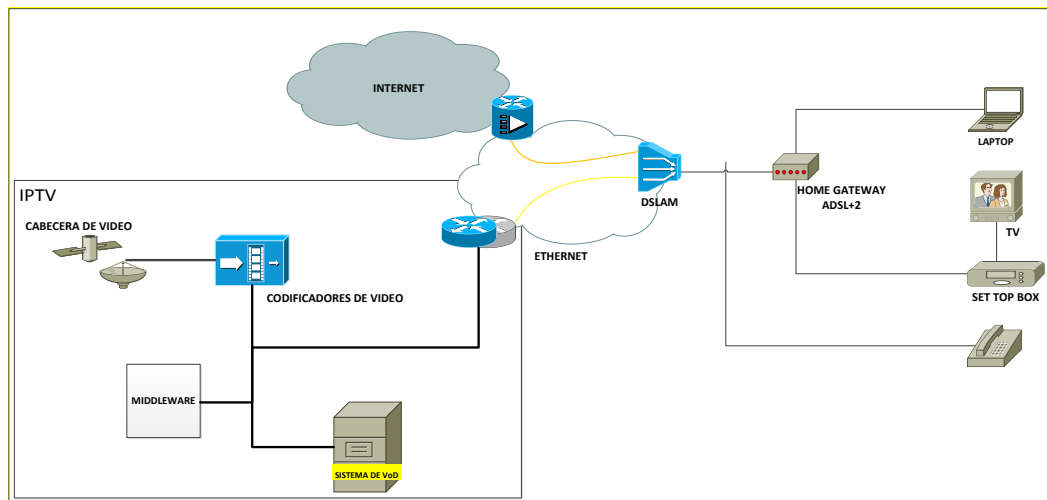 INTERNET
LAPTOP
HOME GATEWAY
ADSL+2
DSLAM
TV
IPTV
CABECERA DE VIDEO
ETHERNET
CODIFICADORES DE VIDEO
SET TOP BOX
MIDDLEWARE
SISTEMA DE VoD